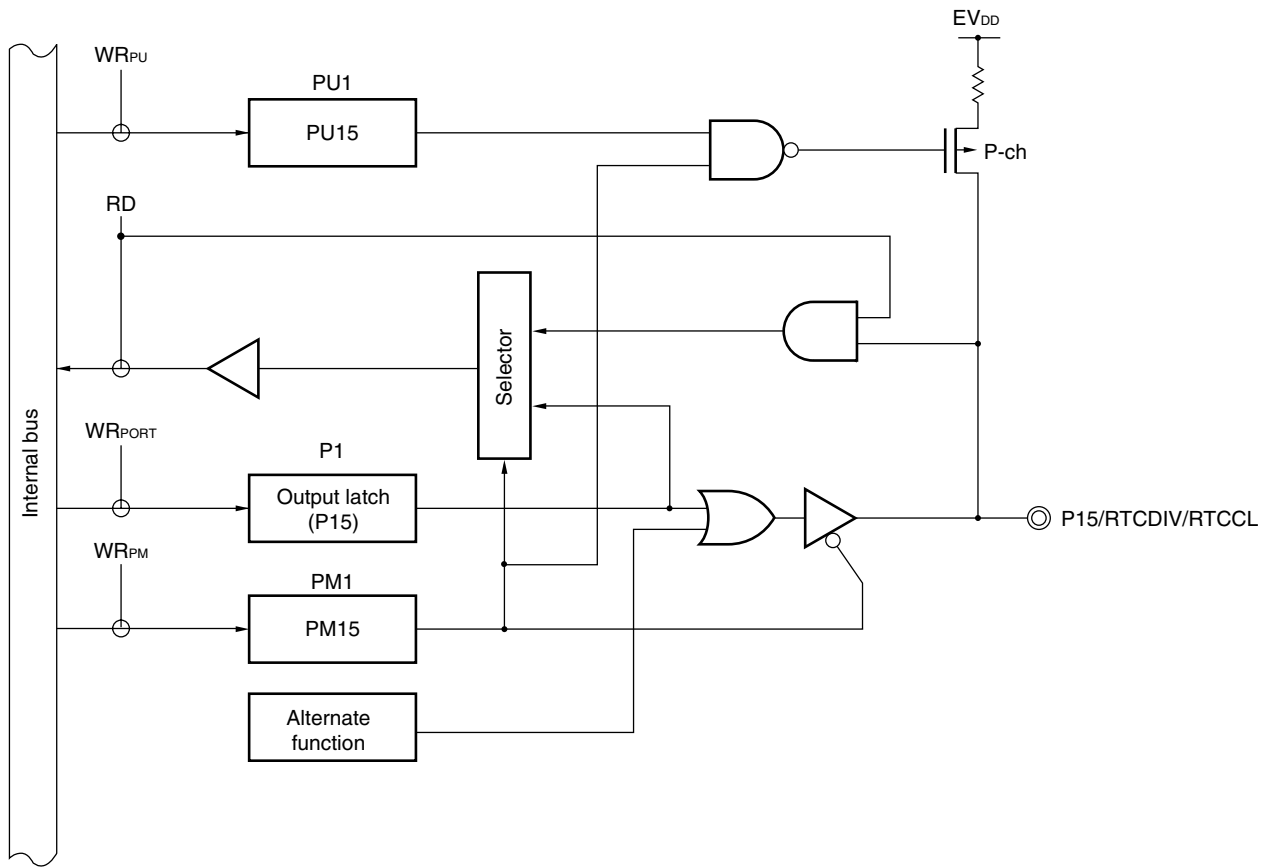 EVDD
WRPU
PU1
PU15
P-ch
RD
Selector
Internal bus
WRPORT
P1
Output latch
(P15)
P15/RTCDIV/RTCCL
WRPM
PM1
PM15
Alternate
function